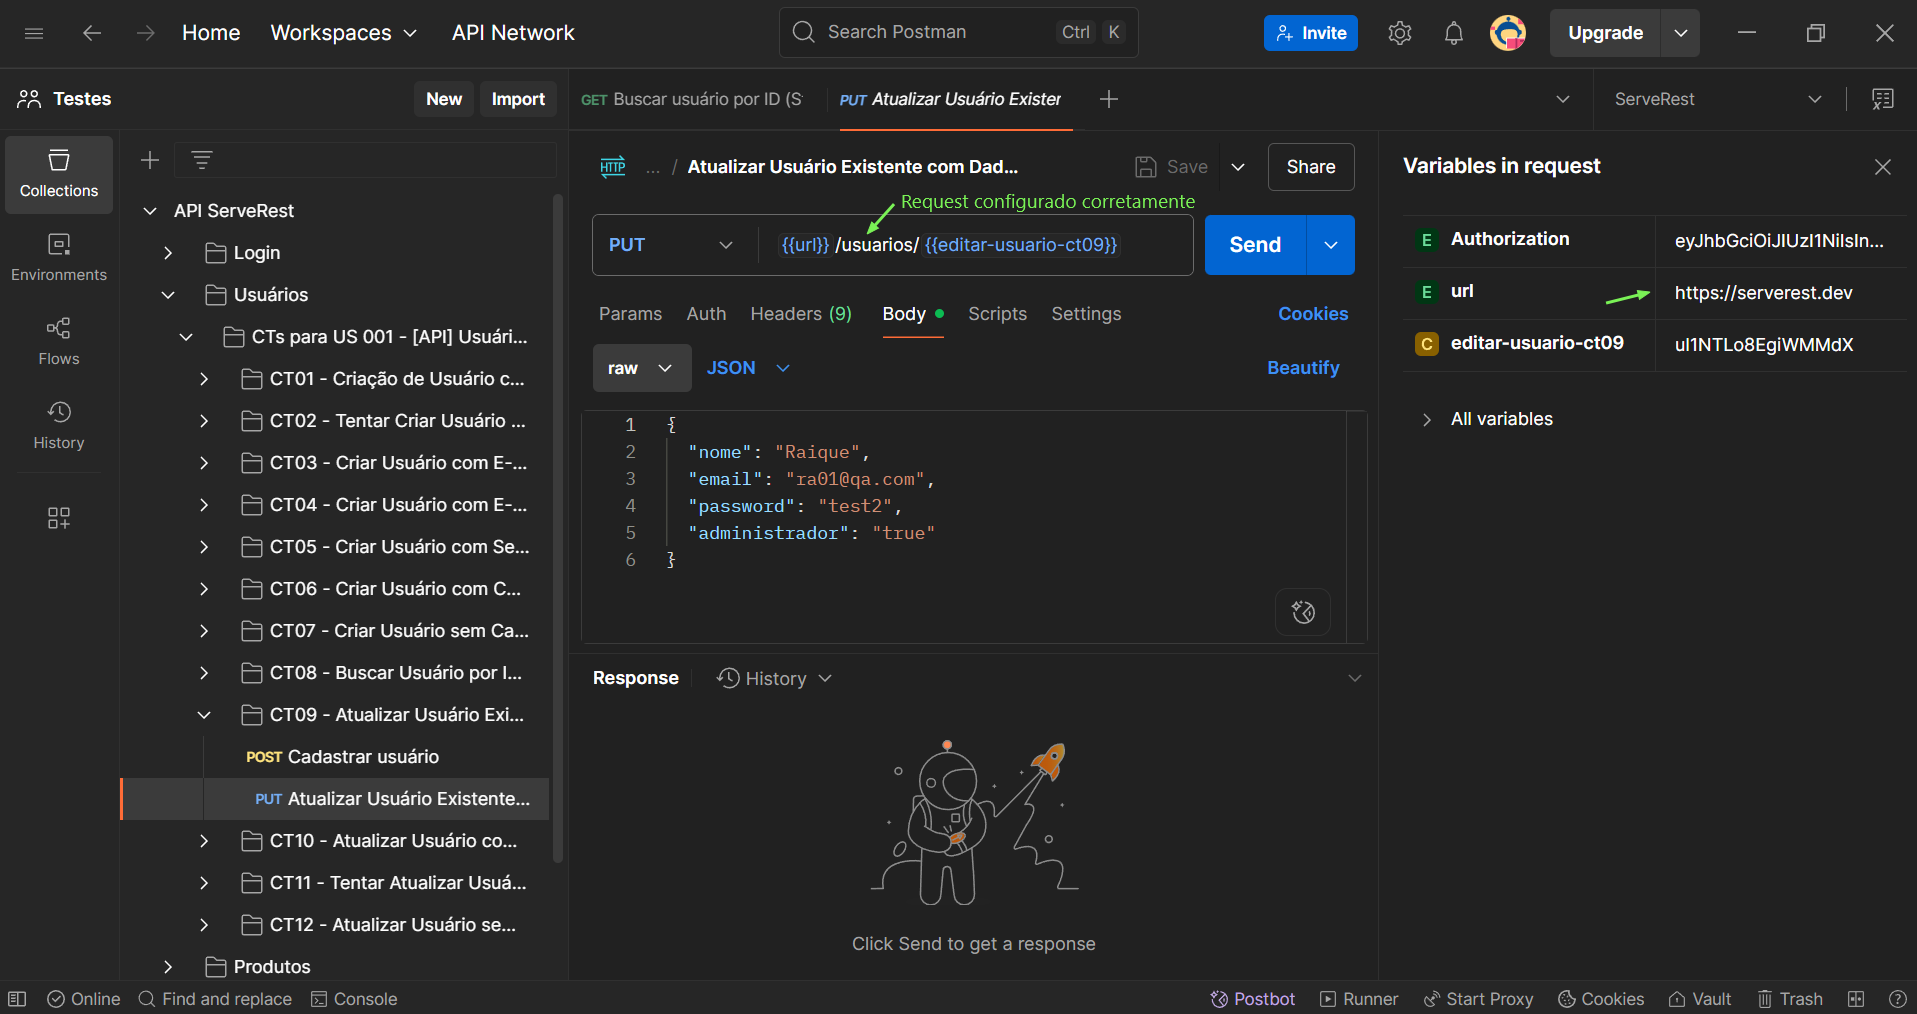 Home
Workspaces
API Network
Search Postman
Ctrl K
Invite
Upgrade
Testes
New
Import
GET Buscar usuário por ID (S
PUT Atualizar Usuário Exister
ServeRest
Collections
Environments
Flows
History
API ServeRest
Login
Usuários
CTs para US 001 - [API] Usuári...
CT01 - Criação de Usuário c...
CT02 - Tentar Criar Usuário ...
CT03 - Criar Usuário com E-...
CT04 - Criar Usuário com E-...
CT05 - Criar Usuário com Se...
CT06 - Criar Usuário com C...
CT07 - Criar Usuário sem Ca...
CT08 - Buscar Usuário por I...
CT09 - Atualizar Usuário Exi...
POST Cadastrar usuário
PUT Atualizar Usuário Existente...
CT10 - Atualizar Usuário co...
CT11 - Tentar Atualizar Usuá...
CT12 - Atualizar Usuário se...
Produtos
HTTP ... / Atualizar Usuário Existente com Dad...
Save
Share
Request configurado corretamente
PUT
{{url}} /usuarios/ {{editar-usuario-ct09}}
Send
Params
Auth
Headers (9)
Body
Scripts
Settings
Cookies
raw
JSON
Beautify
1 {
2 "nome": "Raique",
3 "email": "ra01@qa.com",
4 "password": "test2",
5 "administrador": "true"
6 }
Response
History
Click Send to get a response
Variables in request
E Authorization eyJhbGciOiJIUzI1NiIsIn...
E url https://serverest.dev
C editar-usuario-ct09 ul1NTLo8EgiWMMdX
All variables
Online
Find and replace
Console
Postbot
Runner
Start Proxy
Cookies
Vault
Trash